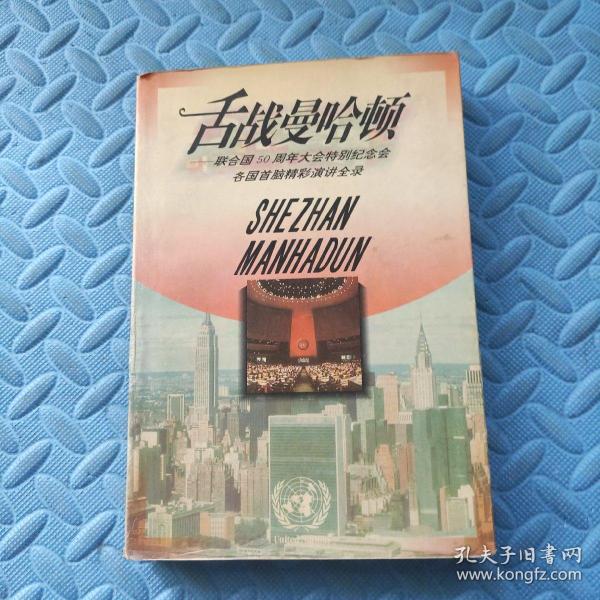 舌战曼哈顿
——联合国50周年大会特别纪念会
各国首脑精彩演讲全录
SHEZHAN
MANHADUN
United Nations
孔夫子旧书网
www.kongfz.com